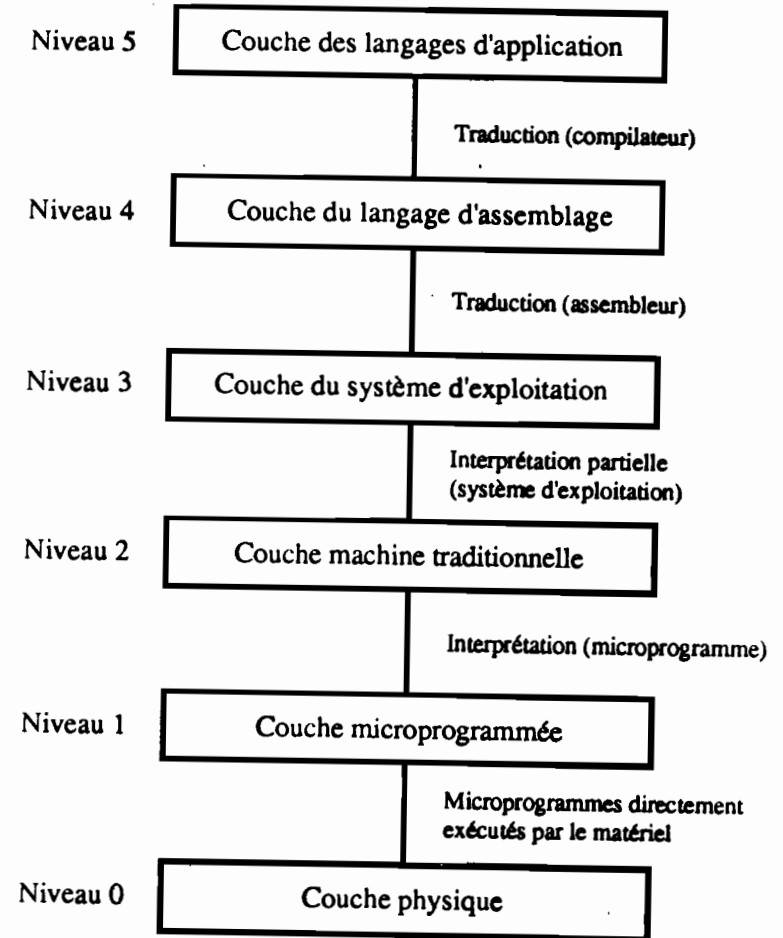 Niveau 5
Couche des langages d'application
Traduction (compilateur)
Niveau 4
Couche du langage d'assemblage
Traduction (assembleur)
Niveau 3
Couche du système d'exploitation
Interprétation partielle
(système d'exploitation)
Niveau 2
Couche machine traditionnelle
Interprétation (microprogramme)
Niveau 1
Couche microprogrammée
Microprogrammes directement
exécutés par le matériel
Niveau 0
Couche physique